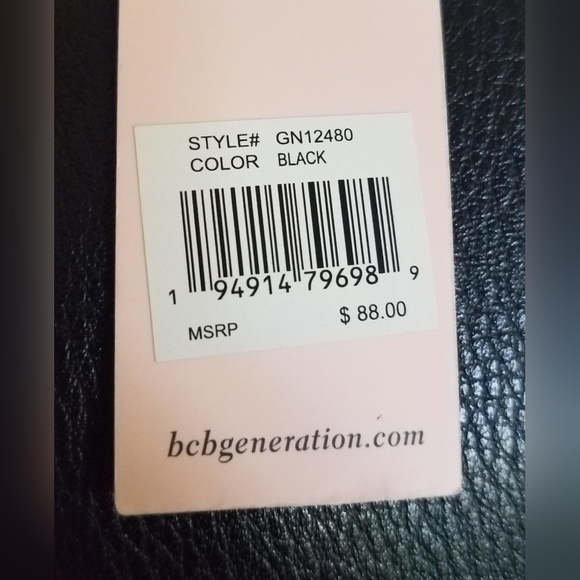 STYLE# GN12480
COLOR BLACK
1 94914 79698 9
MSRP $ 88.00
bcbgeneration.com